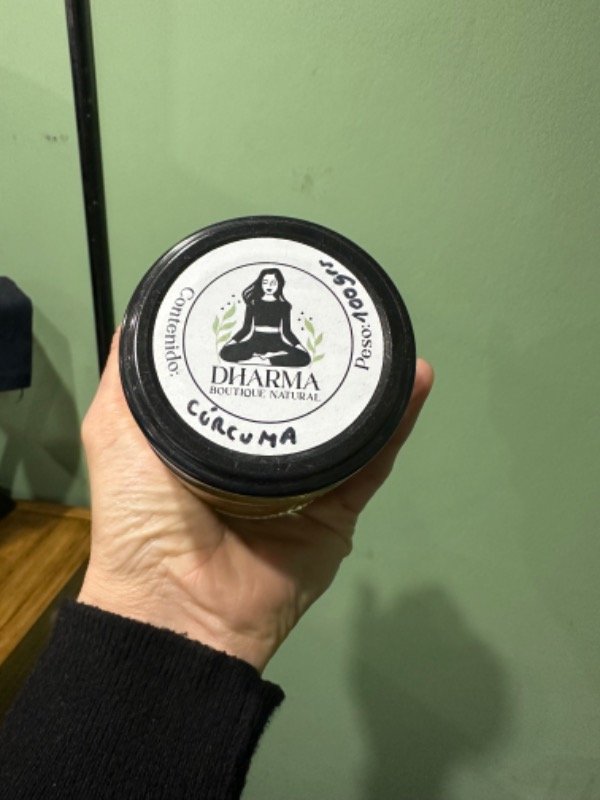 Contenido:
CÚRCUMA
Peso: 100grs
DHARMA
BOUTIQUE NATURAL